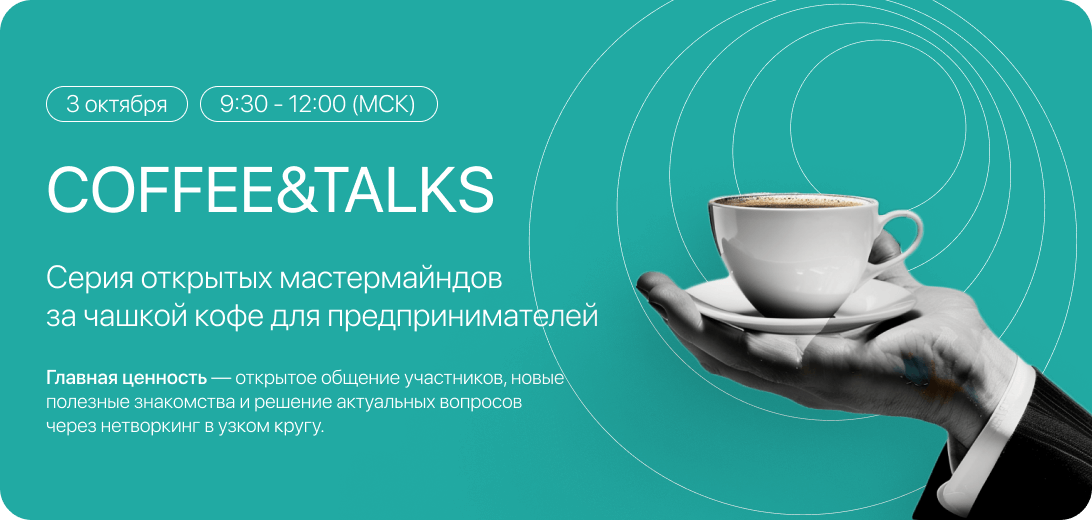 3 октября
9:30 - 12:00 (МСК)
COFFEE&TALKS
Серия открытых мастермайндов
за чашкой кофе для предпринимателей
Главная ценность — открытое общение участников, новые
полезные знакомства и решение актуальных вопросов
через нетворкинг в узком кругу.